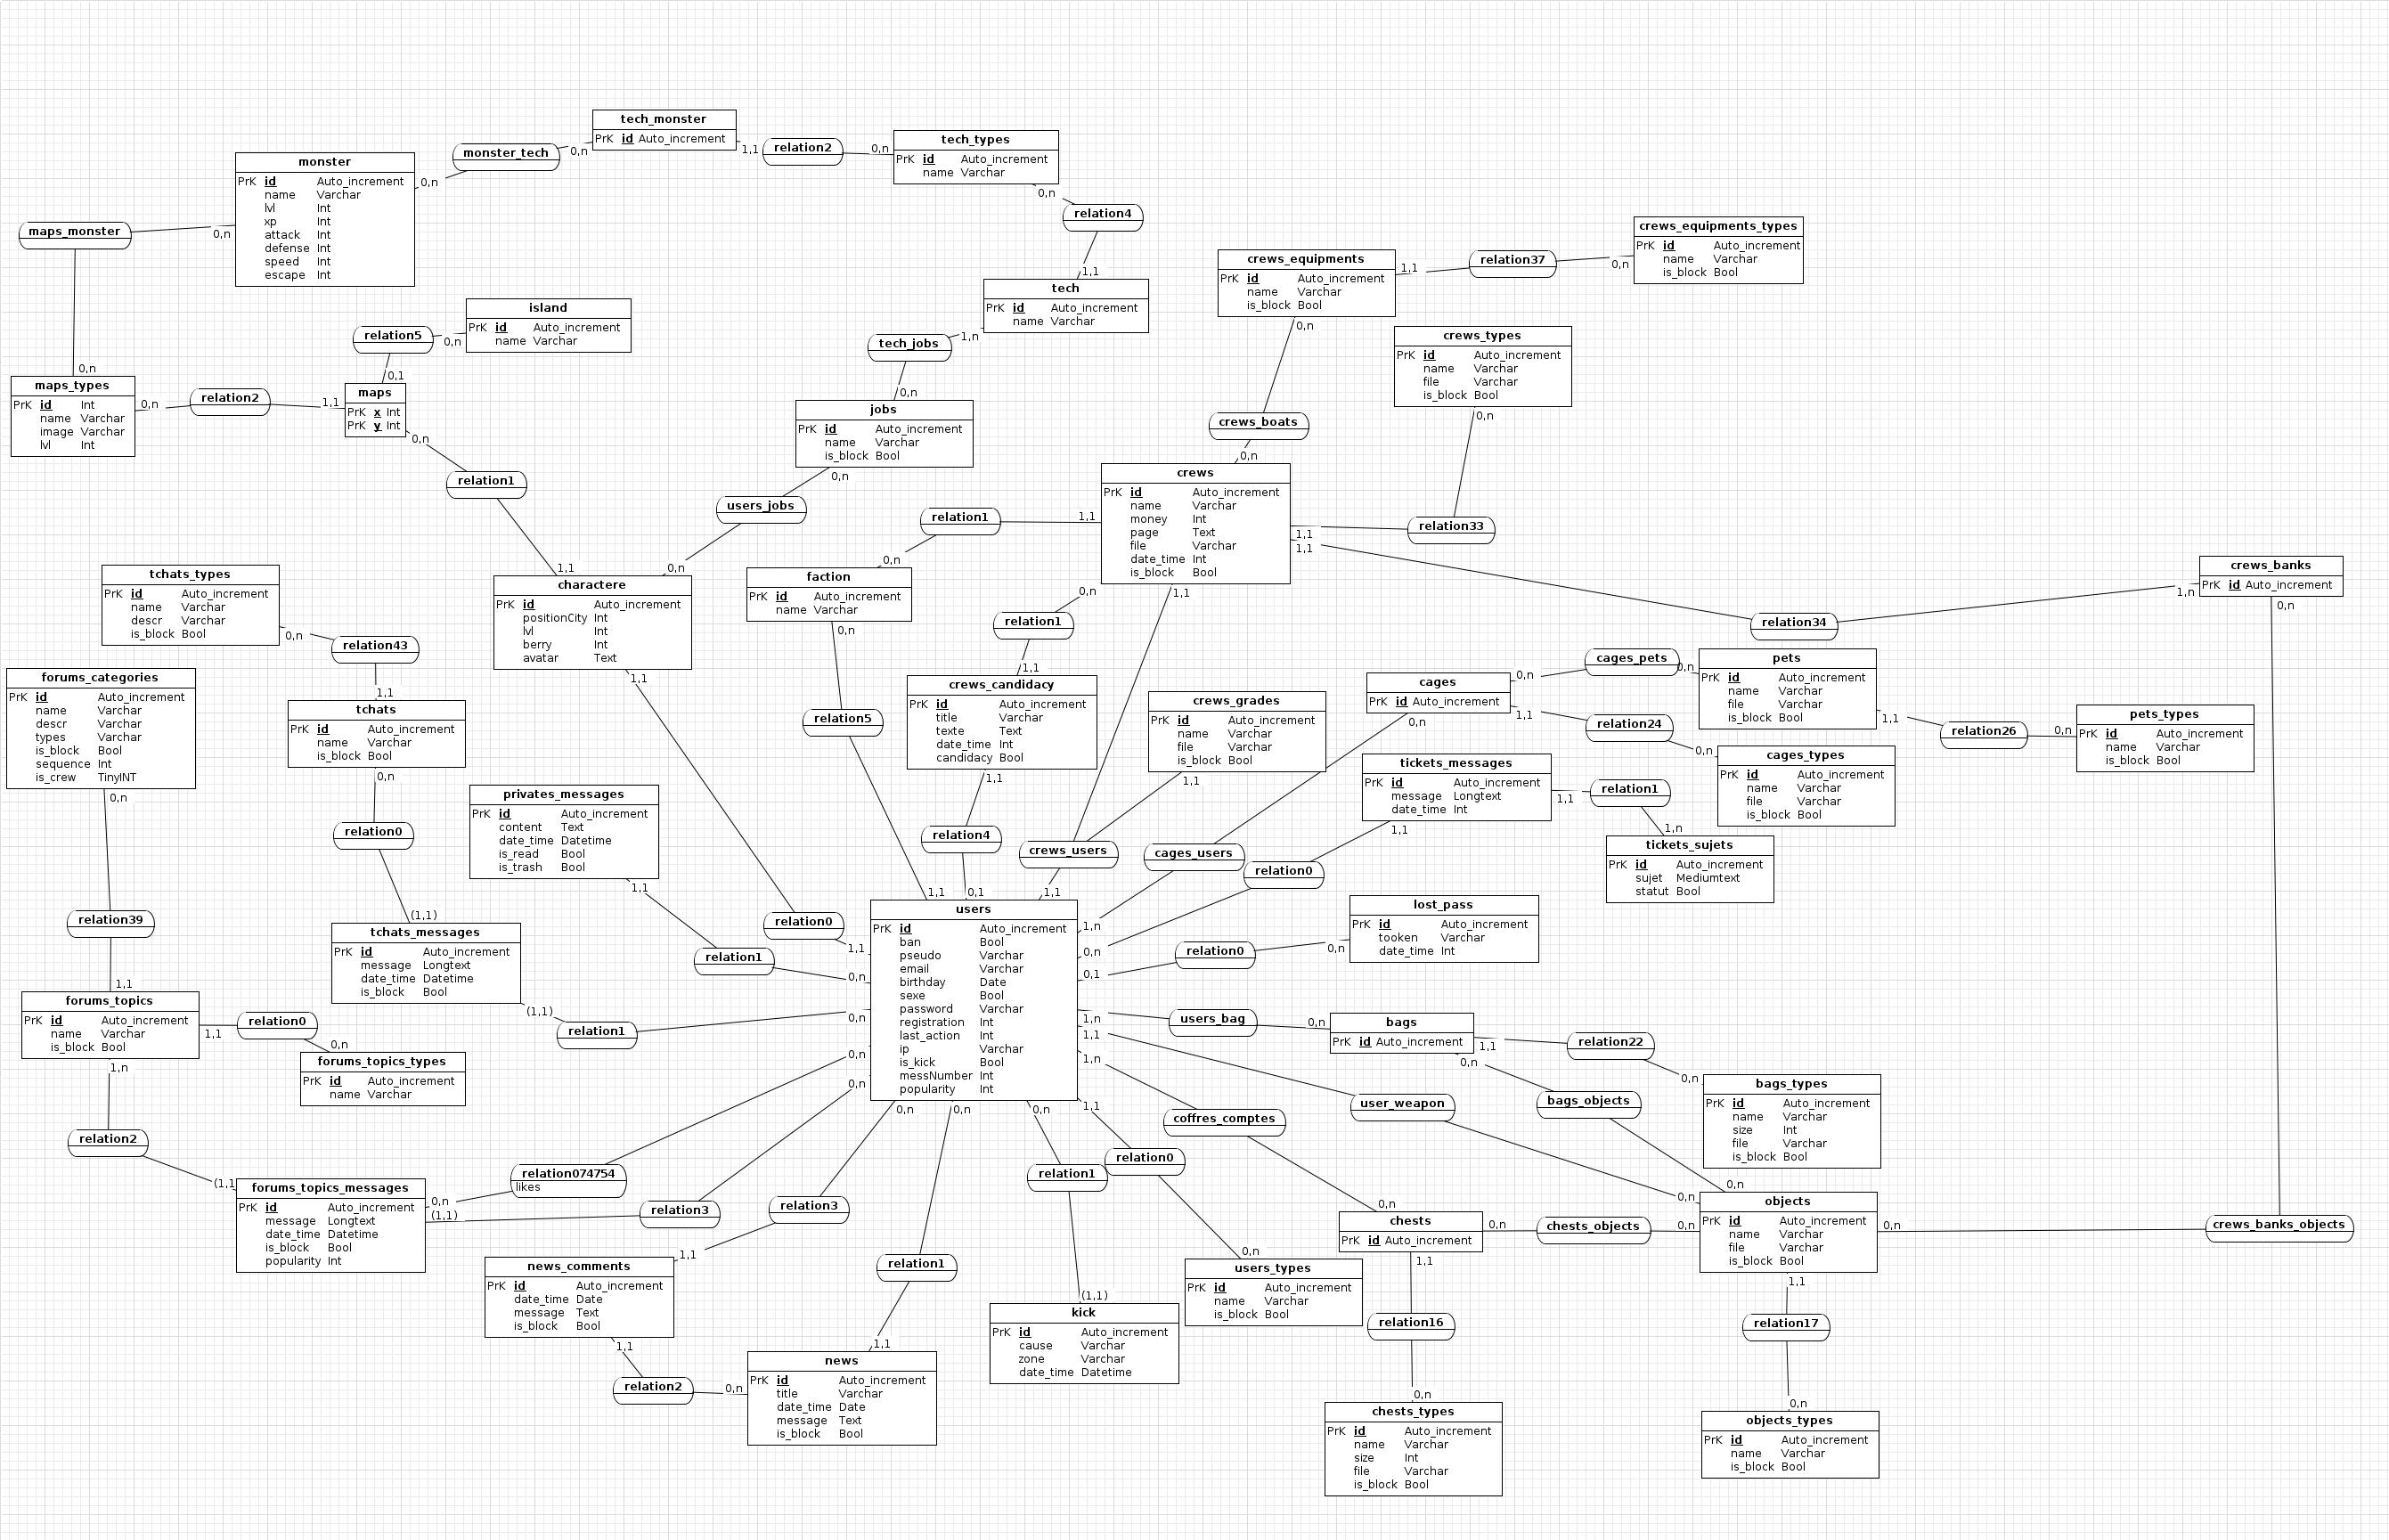 tech_monster
PrK id Auto_increment
monster_tech
0,n
1,1
relation2
0,n
tech_types
PrK id Auto_increment
name Varchar
0,n
relation4
1,1
monster
PrK id Auto_increment
name Varchar
lvl Int
xp Int
attack Int
defense Int
speed Int
escape Int
0,n
0,n
maps_monster
0,n
crews_equipments_types
PrK id Auto_increment
name Varchar
is_block Bool
crews_equipments
PrK id Auto_increment
name Varchar
is_block Bool
1,1
relation37
0,n
0,n
tech
PrK id Auto_increment
name Varchar
1,n
tech_jobs
0,n
island
PrK id Auto_increment
name Varchar
relation5
0,n
0,1
crews_types
PrK id Auto_increment
name Varchar
file Varchar
is_block Bool
0,n
maps_types
PrK id Int
name Varchar
image Varchar
lvl Int
0,n
relation2
1,1
maps
PrK x Int
PrK y Int
0,n
relation1
1,1
jobs
PrK id Auto_increment
name Varchar
is_block Bool
0,n
users_jobs
0,n
crews_boats
0,n
crews
PrK id Auto_increment
name Varchar
money Int
page Text
file Varchar
date_time Int
is_block Bool
relation1
1,1
0,n
1,1
1,1
relation33
0,n
1,1
relation1
1,1
relation34
1,n
crews_banks
PrK id Auto_increment
0,n
tchats_types
PrK id Auto_increment
name Varchar
descr Varchar
is_block Bool
0,n
relation43
1,1
charactere
PrK id Auto_increment
positionCity Int
lvl Int
berry Int
avatar Text
1,1
faction
PrK id Auto_increment
name Varchar
0,n
relation5
1,1
forums_categories
PrK id Auto_increment
name Varchar
descr Varchar
types Varchar
is_block Bool
sequence Int
is_crew TinyINT
0,n
relation39
1,1
tchats
PrK id Auto_increment
name Varchar
is_block Bool
0,n
relation0
(1,1)
crews_candidacy
PrK id Auto_increment
title Varchar
texte Text
date_time Int
candidacy Bool
1,1
relation4
0,1
crews_grades
PrK id Auto_increment
name Varchar
file Varchar
is_block Bool
1,1
crews_users
1,1
cages
PrK id Auto_increment
0,n
cages_pets
0,n
1,1
relation24
0,n
0,n
cages_users
1,n
pets
PrK id Auto_increment
name Varchar
file Varchar
is_block Bool
1,1
relation26
0,n
pets_types
PrK id Auto_increment
name Varchar
is_block Bool
cages_types
PrK id Auto_increment
name Varchar
file Varchar
is_block Bool
tickets_messages
PrK id Auto_increment
message Longtext
date_time Int
1,1
relation1
1,n
1,1
relation0
0,n
tickets_sujets
PrK id Auto_increment
sujet Mediumtext
statut Bool
privates_messages
PrK id Auto_increment
content Text
date_time Datetime
is_read Bool
is_trash Bool
1,1
relation1
0,n
relation0
1,1
lost_pass
PrK id Auto_increment
tooken Varchar
date_time Int
relation0
0,n
0,1
tchats_messages
PrK id Auto_increment
message Longtext
date_time Datetime
is_block Bool
(1,1)
relation1
0,n
users
PrK id Auto_increment
ban Bool
pseudo Varchar
email Varchar
birthday Date
sexe Bool
password Varchar
registration Int
last_action Int
ip Varchar
is_kick Bool
messNumber Int
popularity Int
1,n
users_bag
0,n
bags
PrK id Auto_increment
1,1
relation22
0,n
0,n
bags_objects
0,n
1,1
user_weapon
0,n
1,n
coffres_comptes
0,n
1,1
relation0
0,n
forums_topics
PrK id Auto_increment
name Varchar
is_block Bool
1,1
relation0
0,n
1,n
forums_topics_types
PrK id Auto_increment
name Varchar
relation2
(1,1)
bags_types
PrK id Auto_increment
name Varchar
size Int
file Varchar
is_block Bool
0,n
relation074754
likes
0,n
forums_topics_messages
PrK id Auto_increment
message Longtext
date_time Datetime
is_block Bool
popularity Int
(1,1)
relation3
0,n
0,n
relation3
1,1
0,n
relation1
1,1
0,n
relation1
(1,1)
objects
PrK id Auto_increment
name Varchar
file Varchar
is_block Bool
0,n
crews_banks_objects
chests
PrK id Auto_increment
0,n
chests_objects
0,n
1,1
relation16
0,n
1,1
relation17
0,n
news_comments
PrK id Auto_increment
date_time Date
message Text
is_block Bool
1,1
relation2
0,n
news
PrK id Auto_increment
title Varchar
date_time Date
message Text
is_block Bool
kick
PrK id Auto_increment
cause Varchar
zone Varchar
date_time Datetime
users_types
PrK id Auto_increment
name Varchar
is_block Bool
chests_types
PrK id Auto_increment
name Varchar
size Int
file Varchar
is_block Bool
objects_types
PrK id Auto_increment
name Varchar
is_block Bool